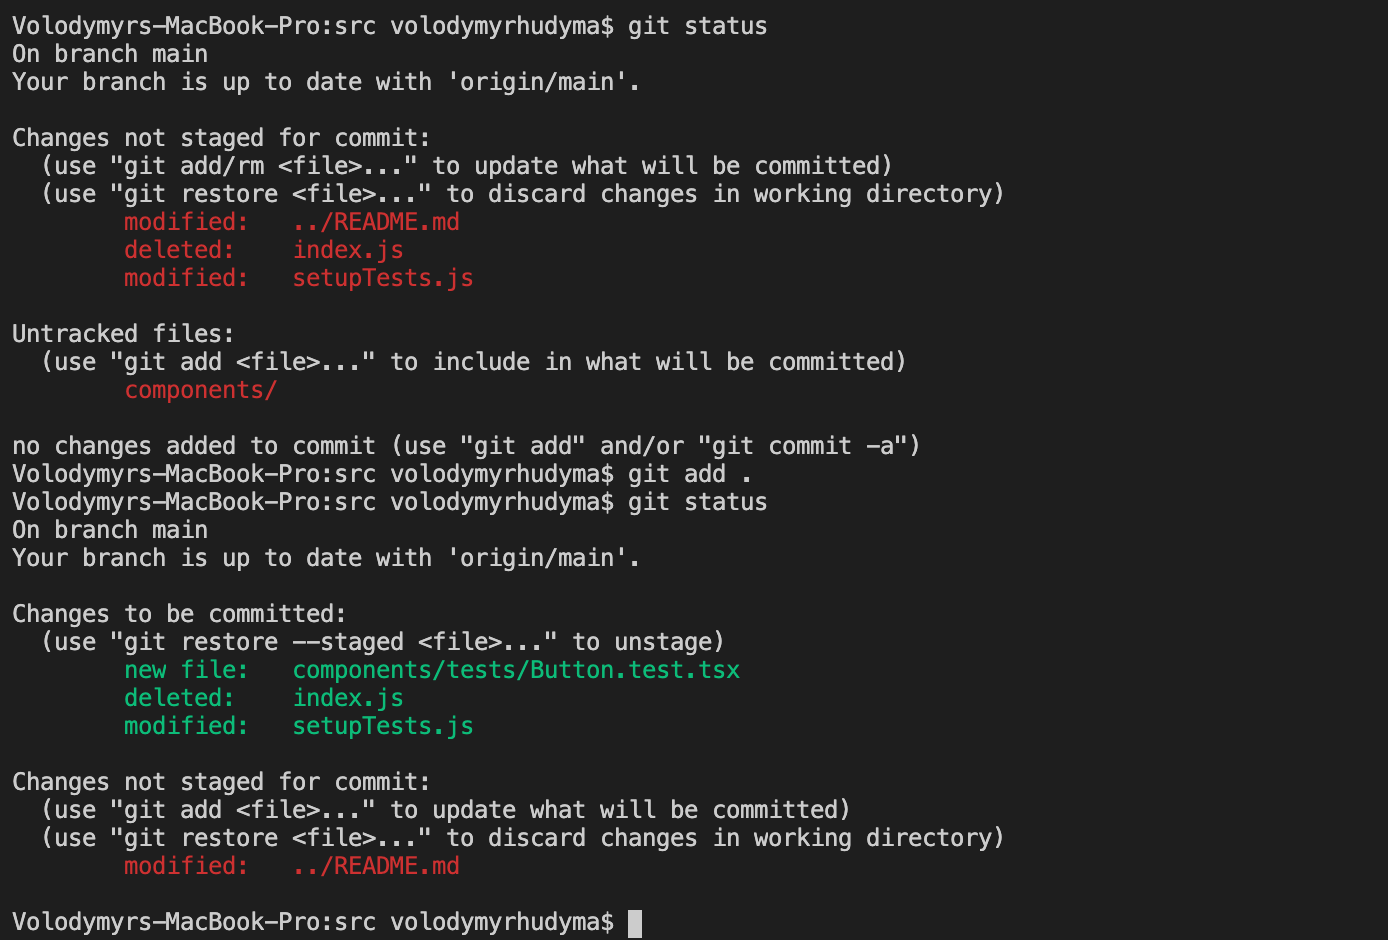 Volodymyrs-MacBook-Pro:src volodymyrhudyma$ git status
On branch main
Your branch is up to date with 'origin/main'.

Changes not staged for commit:
  (use "git add/rm <file>..." to update what will be committed)
  (use "git restore <file>..." to discard changes in working directory)
        modified:   ../README.md
        deleted:    index.js
        modified:   setupTests.js

Untracked files:
  (use "git add <file>..." to include in what will be committed)
        components/

no changes added to commit (use "git add" and/or "git commit -a")
Volodymyrs-MacBook-Pro:src volodymyrhudyma$ git add .
Volodymyrs-MacBook-Pro:src volodymyrhudyma$ git status
On branch main
Your branch is up to date with 'origin/main'.

Changes to be committed:
  (use "git restore --staged <file>..." to unstage)
        new file:   components/tests/Button.test.tsx
        deleted:    index.js
        modified:   setupTests.js

Changes not staged for commit:
  (use "git add <file>..." to update what will be committed)
  (use "git restore <file>..." to discard changes in working directory)
        modified:   ../README.md

Volodymyrs-MacBook-Pro:src volodymyrhudyma$